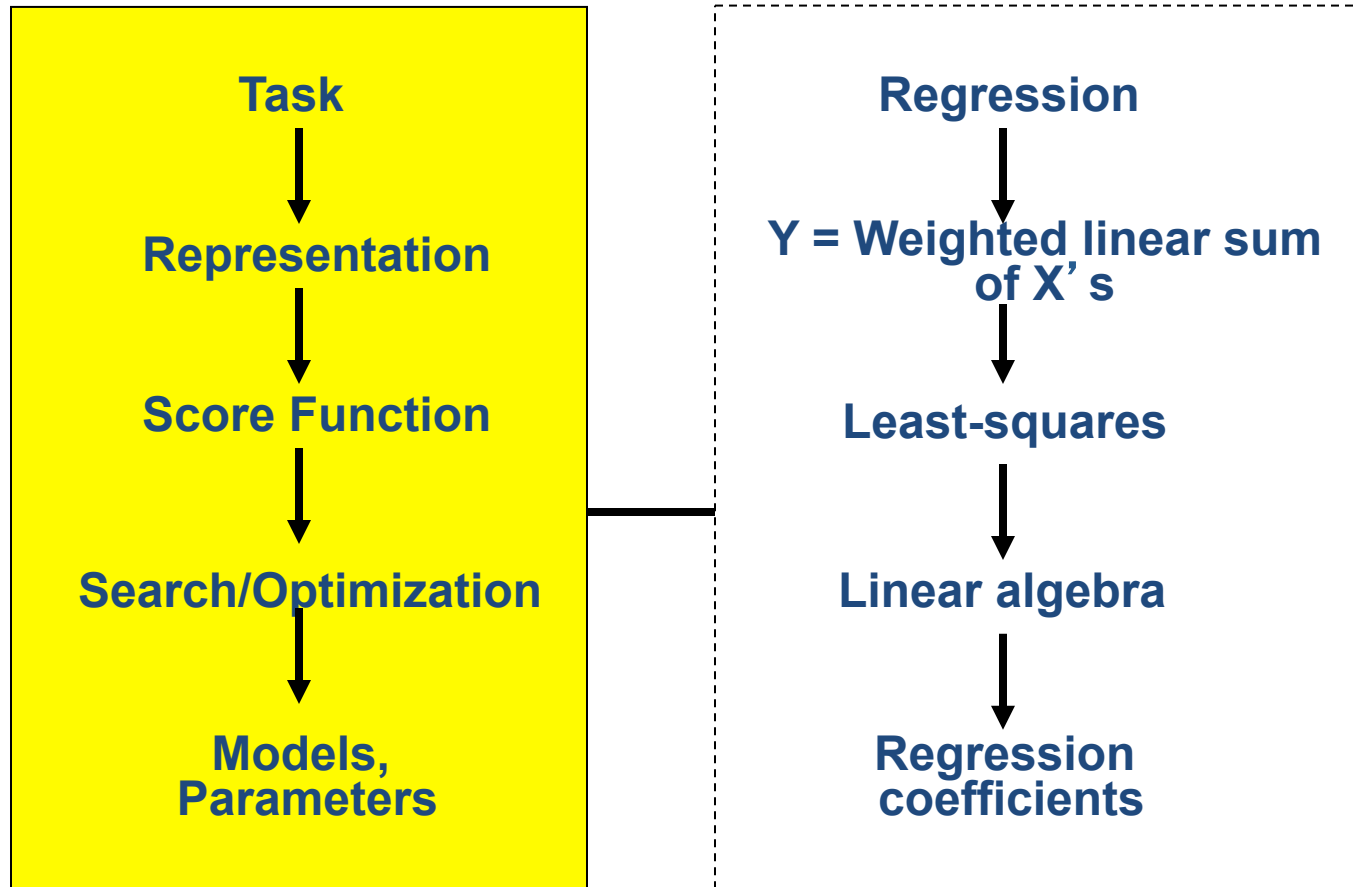 Task
Representation
Score Function
Search/Optimization
Models,
Parameters
Regression
Y = Weighted linear sum
of X’ s
Least-squares
Linear algebra
Regression
coefficients